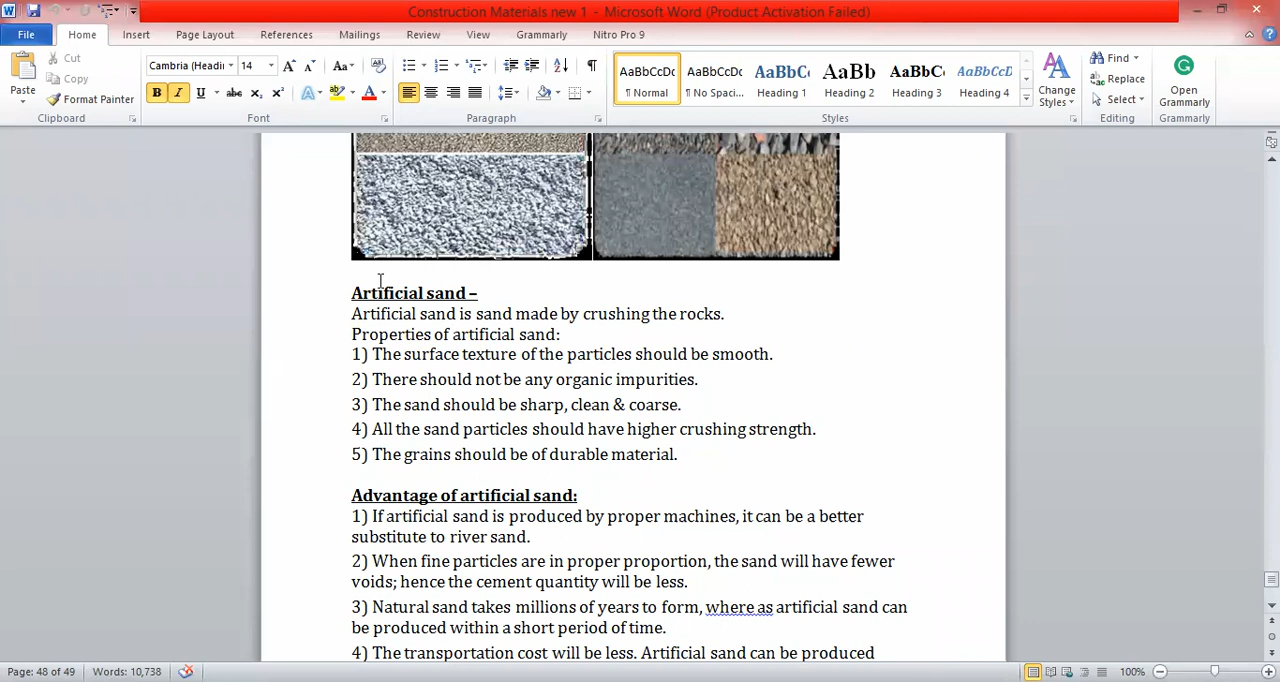 Construction Materials new 1 - Microsoft Word (Product Activation Failed)
File Home Insert Page Layout References Mailings Review View Grammarly Nitro Pro 9
Cut
Copy
Format Painter
Paste
Clipboard
Cambria (Headi 14
Font
Paragraph
AaBbCcDc AaBbCcDc AaBbC AaBb( AaBbC AaBbCcD
¶ Normal ¶ No Spaci... Heading 1 Heading 2 Heading 3 Heading 4
Styles
Change Styles
Find
Replace
Select
Editing
Open Grammarly
Grammarly
Artificial sand –
Artificial sand is sand made by crushing the rocks.
Properties of artificial sand:
1) The surface texture of the particles should be smooth.
2) There should not be any organic impurities.
3) The sand should be sharp, clean & coarse.
4) All the sand particles should have higher crushing strength.
5) The grains should be of durable material.
Advantage of artificial sand:
1) If artificial sand is produced by proper machines, it can be a better
substitute to river sand.
2) When fine particles are in proper proportion, the sand will have fewer
voids; hence the cement quantity will be less.
3) Natural sand takes millions of years to form, where as artificial sand can
be produced within a short period of time.
4) The transportation cost will be less. Artificial sand can be produced
Page: 48 of 49 Words: 10,738 100%